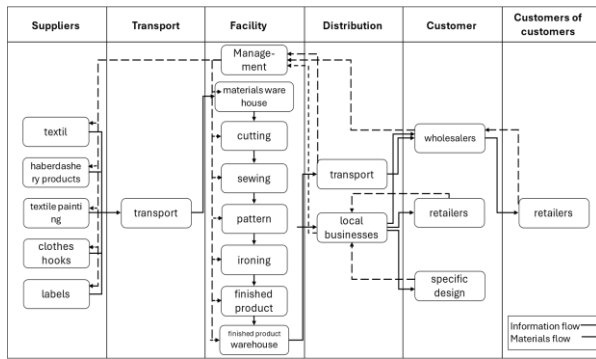 Suppliers
Transport
Facility
Distribution
Customer
Customers of
customers
Manage-
ment
materials ware
house
textil
cutting
wholesalers
haberdashe
ry products
sewing
transport
textile painti
ng
transport
pattern
local
businesses
retailers
retailers
clothes
hooks
ironing
labels
finished
product
specific
design
finished product
warehouse
Information flow
Materials flow